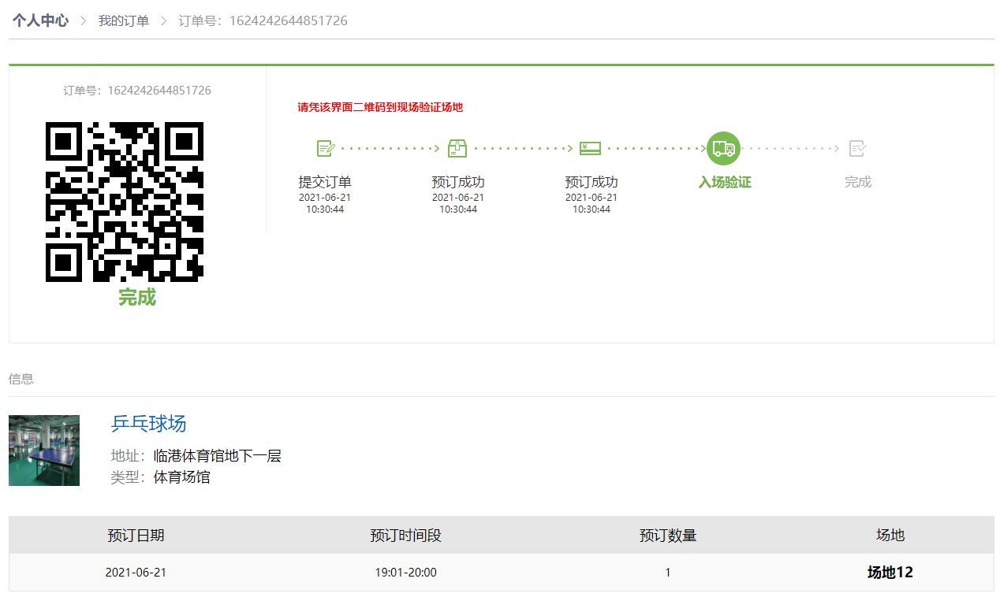 个人中心 > 我的订单 > 订单号：1624242644851726
订单号：1624242644851726
完成
请凭该界面二维码到现场验证场地
提交订单 预订成功 预订成功 入场验证 完成
2021-06-21 2021-06-21 2021-06-21
10:30:44 10:30:44 10:30:44
信息
乒乓球场
地址：临港体育馆地下一层
类型：体育场馆
预订日期 预订时间段 预订数量 场地
2021-06-21 19:01-20:00 1 场地12